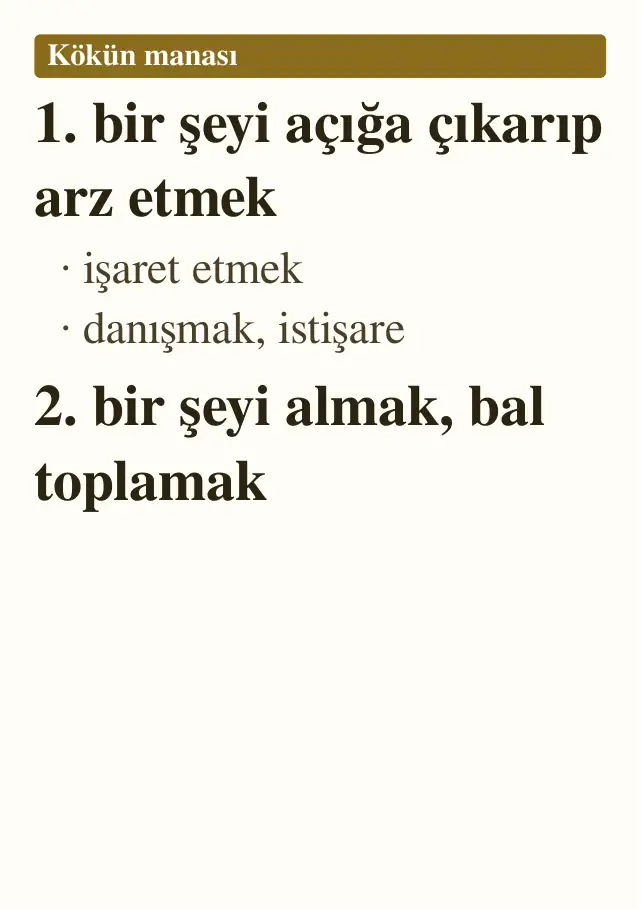 Kökün manası
1. bir şeyi açığa çıkarıp
arz etmek
· işaret etmek
· danışmak, istişare
2. bir şeyi almak, bal
toplamak